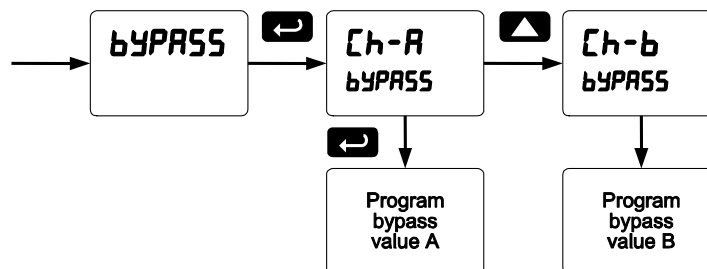 bYPASS
Ch-A
bYPASS
Ch-b
bYPASS
Program
bypass
value A
Program
bypass
value B